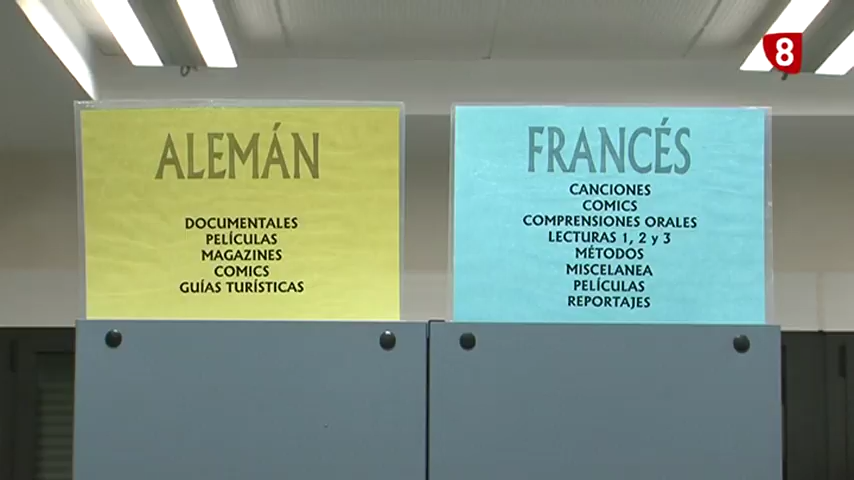 8
ALEMÁN
DOCUMENTALES
PELÍCULAS
MAGAZINES
COMICS
GUÍAS TURÍSTICAS
FRANCÉS
CANCIONES
COMICS
COMPRENSIONES ORALES
LECTURAS 1, 2 y 3
MÉTODOS
MISCELANEA
PELÍCULAS
REPORTAJES